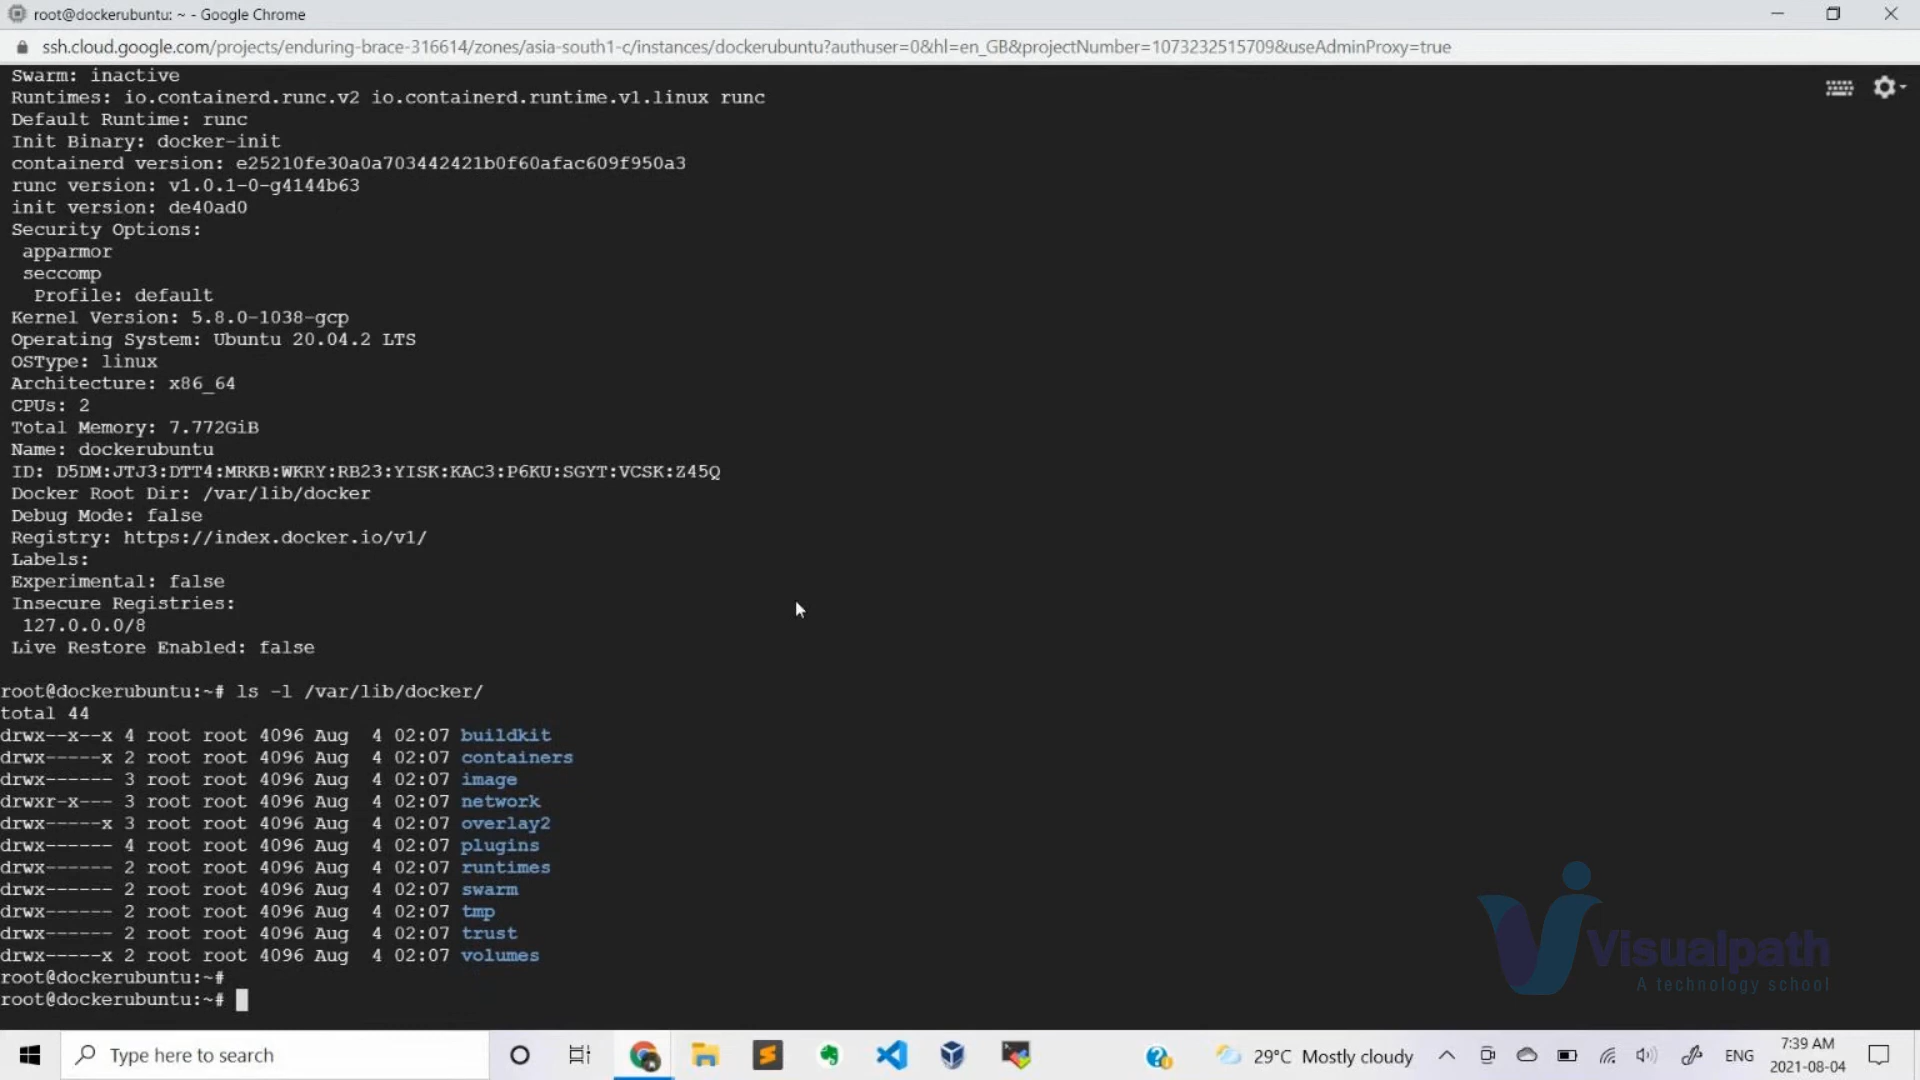 root@dockerubuntu: ~ - Google Chrome
ssh.cloud.google.com/projects/enduring-brace-316614/zones/asia-south1-c/instances/dockerubuntu?authuser=0&hl=en_GB&projectNumber=1073232515709&useAdminProxy=true
Swarm: inactive
Runtimes: io.containerd.runc.v2 io.containerd.runtime.v1.linux runc
Default Runtime: runc
Init Binary: docker-init
containerd version: e25210fe30a0a703442421b0f60afac609f950a3
runc version: v1.0.1-0-g4144b63
init version: de40ad0
Security Options:
apparmor
seccomp
Profile: default
Kernel Version: 5.8.0-1038-gcp
Operating System: Ubuntu 20.04.2 LTS
OSType: linux
Architecture: x86_64
CPUs: 2
Total Memory: 7.772GiB
Name: dockerubuntu
ID: D5DM:JTJ3:DTT4:MRKB:WKRY:RB23:YISK:KAC3:P6KU:SGYT:VCSK:Z45Q
Docker Root Dir: /var/lib/docker
Debug Mode: false
Registry: https://index.docker.io/v1/
Labels:
Experimental: false
Insecure Registries:
127.0.0.0/8
Live Restore Enabled: false
root@dockerubuntu:~# ls -l /var/lib/docker/
total 44
drwx--x--x 4 root root 4096 Aug  4 02:07 buildkit
drwx-----x 2 root root 4096 Aug  4 02:07 containers
drwx------ 3 root root 4096 Aug  4 02:07 image
drwxr-x--- 3 root root 4096 Aug  4 02:07 network
drwx-----x 3 root root 4096 Aug  4 02:07 overlay2
drwx------ 4 root root 4096 Aug  4 02:07 plugins
drwx------ 2 root root 4096 Aug  4 02:07 runtimes
drwx------ 2 root root 4096 Aug  4 02:07 swarm
drwx------ 2 root root 4096 Aug  4 02:07 tmp
drwx------ 2 root root 4096 Aug  4 02:07 trust
drwx-----x 2 root root 4096 Aug  4 02:07 volumes
root@dockerubuntu:~#
root@dockerubuntu:~#
Visualpath
A technology school
Type here to search
29°C Mostly cloudy
ENG
7:39 AM
2021-08-04